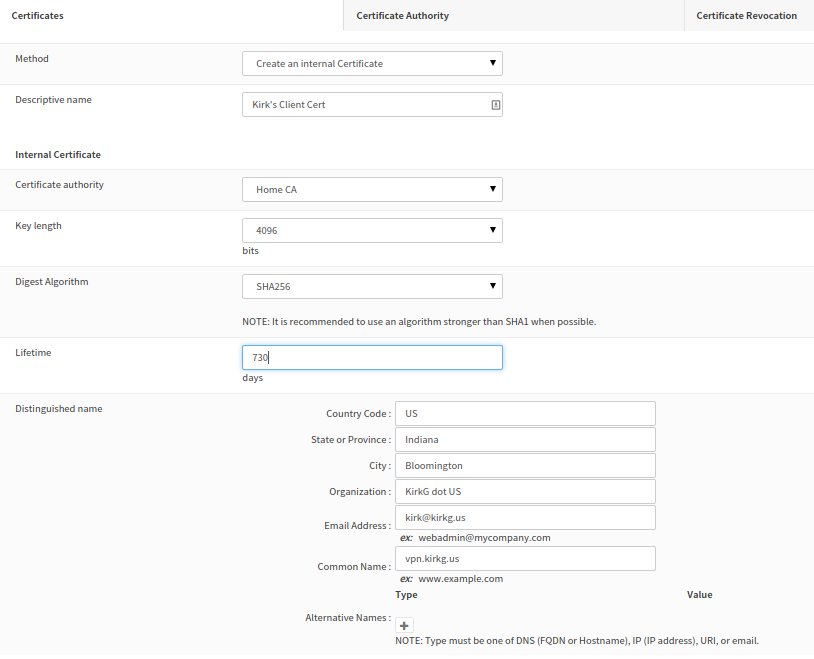 Certificates Certificate Authority Certificate Revocation
Method Create an internal Certificate
Descriptive name Kirk's Client Cert
Internal Certificate
Certificate authority Home CA
Key length 4096
bits
Digest Algorithm SHA256
NOTE: It is recommended to use an algorithm stronger than SHA1 when possible.
Lifetime 730
days
Distinguished name
Country Code : US
State or Province : Indiana
City : Bloomington
Organization : KirkG dot US
Email Address : kirk@kirkg.us
ex: webadmin@mycompany.com
Common Name : vpn.kirkg.us
ex: www.example.com
Type Value
Alternative Names :
NOTE: Type must be one of DNS (FQDN or Hostname), IP (IP address), URI, or email.